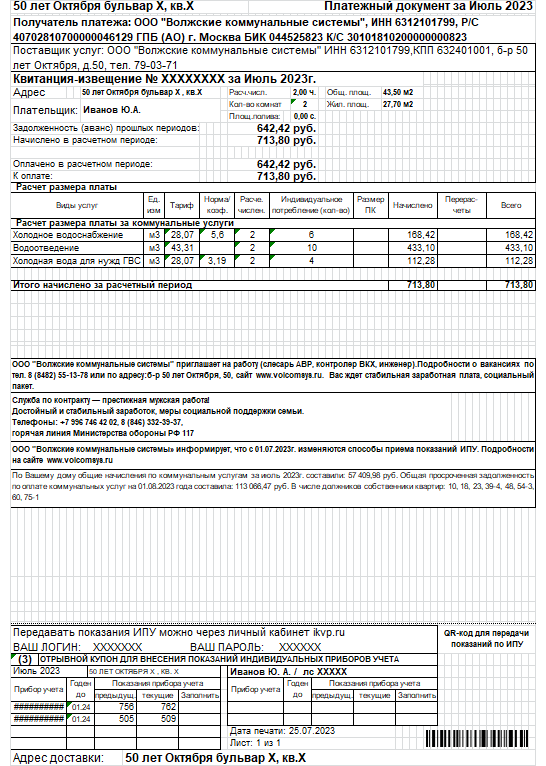 50 лет Октября бульвар Х, кв.Х Платежный документ за Июль 2023
Получатель платежа: ООО "Волжские коммунальные системы", ИНН 6312101799, Р/С
40702810700000046129 ГПБ (АО) г. Москва БИК 044525823 К/С 30101810200000000823
Поставщик услуг: ООО "Волжские коммунальные системы" ИНН 6312101799,КПП 632401001, б-р 50
лет Октября, д.50, тел. 79-03-71
Квитанция-извещение № ХХХХХХХХ за Июль 2023г.
Адрес 50 лет Октября бульвар Х , кв.Х Расч.числ. 2,00 ч. Общ. площ. 43,50 м2
Плательщик: Иванов Ю.А. Кол-во комнат 2 Жил. площ. 27,70 м2
Площ.полива: 0,00 с.
Задолженность (аванс) прошлых периодов: 642,42 руб.
Начислено в расчетном периоде: 713,80 руб.
Оплачено в расчетном периоде: 642,42 руб.
К оплате: 713,80 руб.
Расчет размера платы
Виды услуг Ед. изм Тариф Норма/ коэф. Расче. числен. Индивидуальное потребление (кол-во) Размер ПК Начислено Перерас- четы Всего
Расчет размера платы за коммунальные услуги
Холодное водоснабжение м3 28,07 5,6 2 6 168,42 168,42
Водоотведение м3 43,31 2 10 433,10 433,10
Холодная вода для нужд ГВС м3 28,07 3,19 2 4 112,28 112,28
Итого начислено за расчетный период 713,80 713,80
ООО "Волжские коммунальные системы" приглашает на работу (слесарь АВР, контролер ВКХ, инженер).Подробности о вакансиях по
тел. 8 (8482) 55-13-78 или по адресу:б-р 50 лет Октября, 50, сайт www.volcomsys.ru. Вас ждет стабильная заработная плата, социальный
пакет.
Служба по контракту — престижная мужская работа!
Достойный и стабильный заработок, меры социальной поддержки семьи.
Телефоны: +7 996 746 42 02, 8 (846) 332-39-37,
горячая линия Министерства обороны РФ 117
ООО "Волжские коммунальные системы» информирует, что с 01.07.2023г. изменяются способы приема показаний ИПУ. Подробности
на сайте www.volcomsys.ru
По Вашему дому общие начисления по коммунальным услугам за июль 2023г. составили: 57 409,98 руб. Общая просроченная задолженность
по оплате коммунальных услуг на 01.08.2023 года составила: 113 066,47 руб. В числе должников собственники квартир: 10, 18, 23, 39-4, 48, 54-3,
60, 75-1
Передавать показания ИПУ можно через личный кабинет ikvp.ru
QR-код для передачи
показаний по ИПУ
ВАШ ЛОГИН: ХХХХХХХ ВАШ ПАРОЛЬ: ХХХХХХ
(3) ОТРЫВНОЙ КУПОН ДЛЯ ВНЕСЕНИЯ ПОКАЗАНИЙ ИНДИВИДУАЛЬНЫХ ПРИБОРОВ УЧЕТА
Июль 2023 50 ЛЕТ ОКТЯБРЯ Х , КВ. Х Иванов Ю. А. / лс ХХХХХ
Прибор учета Годен до Показания прибора учета Прибор учета Годен до Показания прибора учета
предыдущ. текущие Заполнить предыдущ. текущие Заполнить
########## 01.24 756 762
########## 01.24 505 509
Дата печати: 25.07.2023
Лист: 1 из 1
Адрес доставки: 50 лет Октября бульвар Х, кв.Х